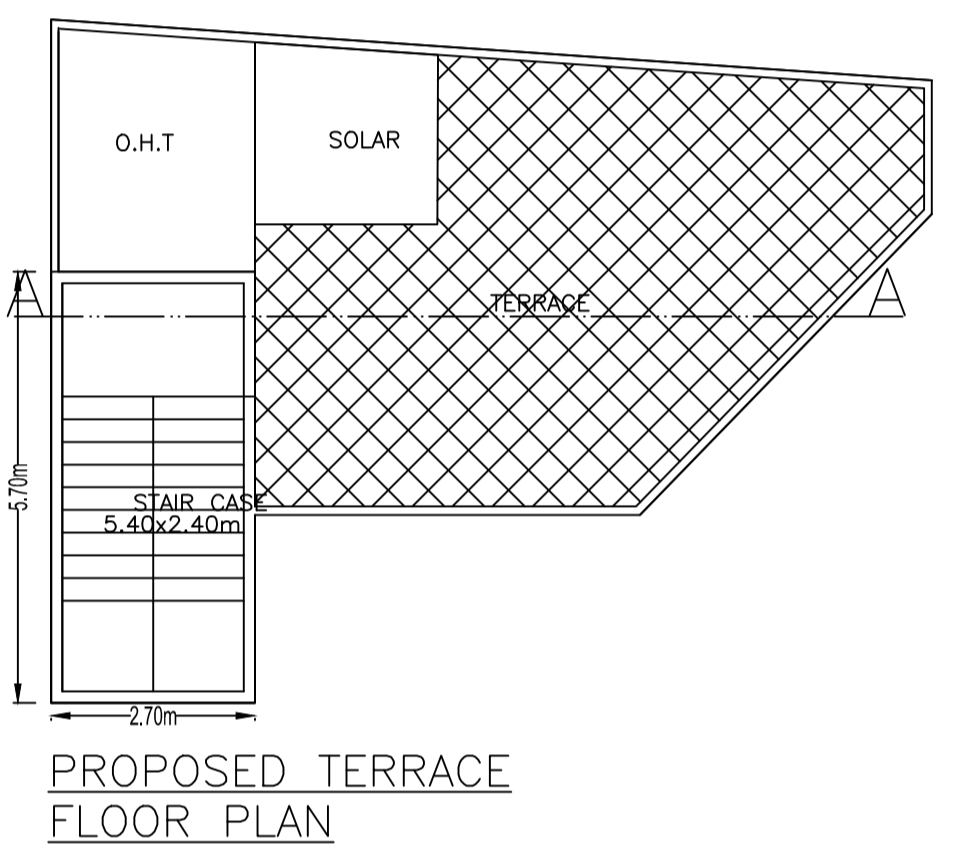 O.H.T
SOLAR
A
TERRACE
A
5.70m
STAIR CASE
5.40x2.40m
2.70m
PROPOSED TERRACE
FLOOR PLAN